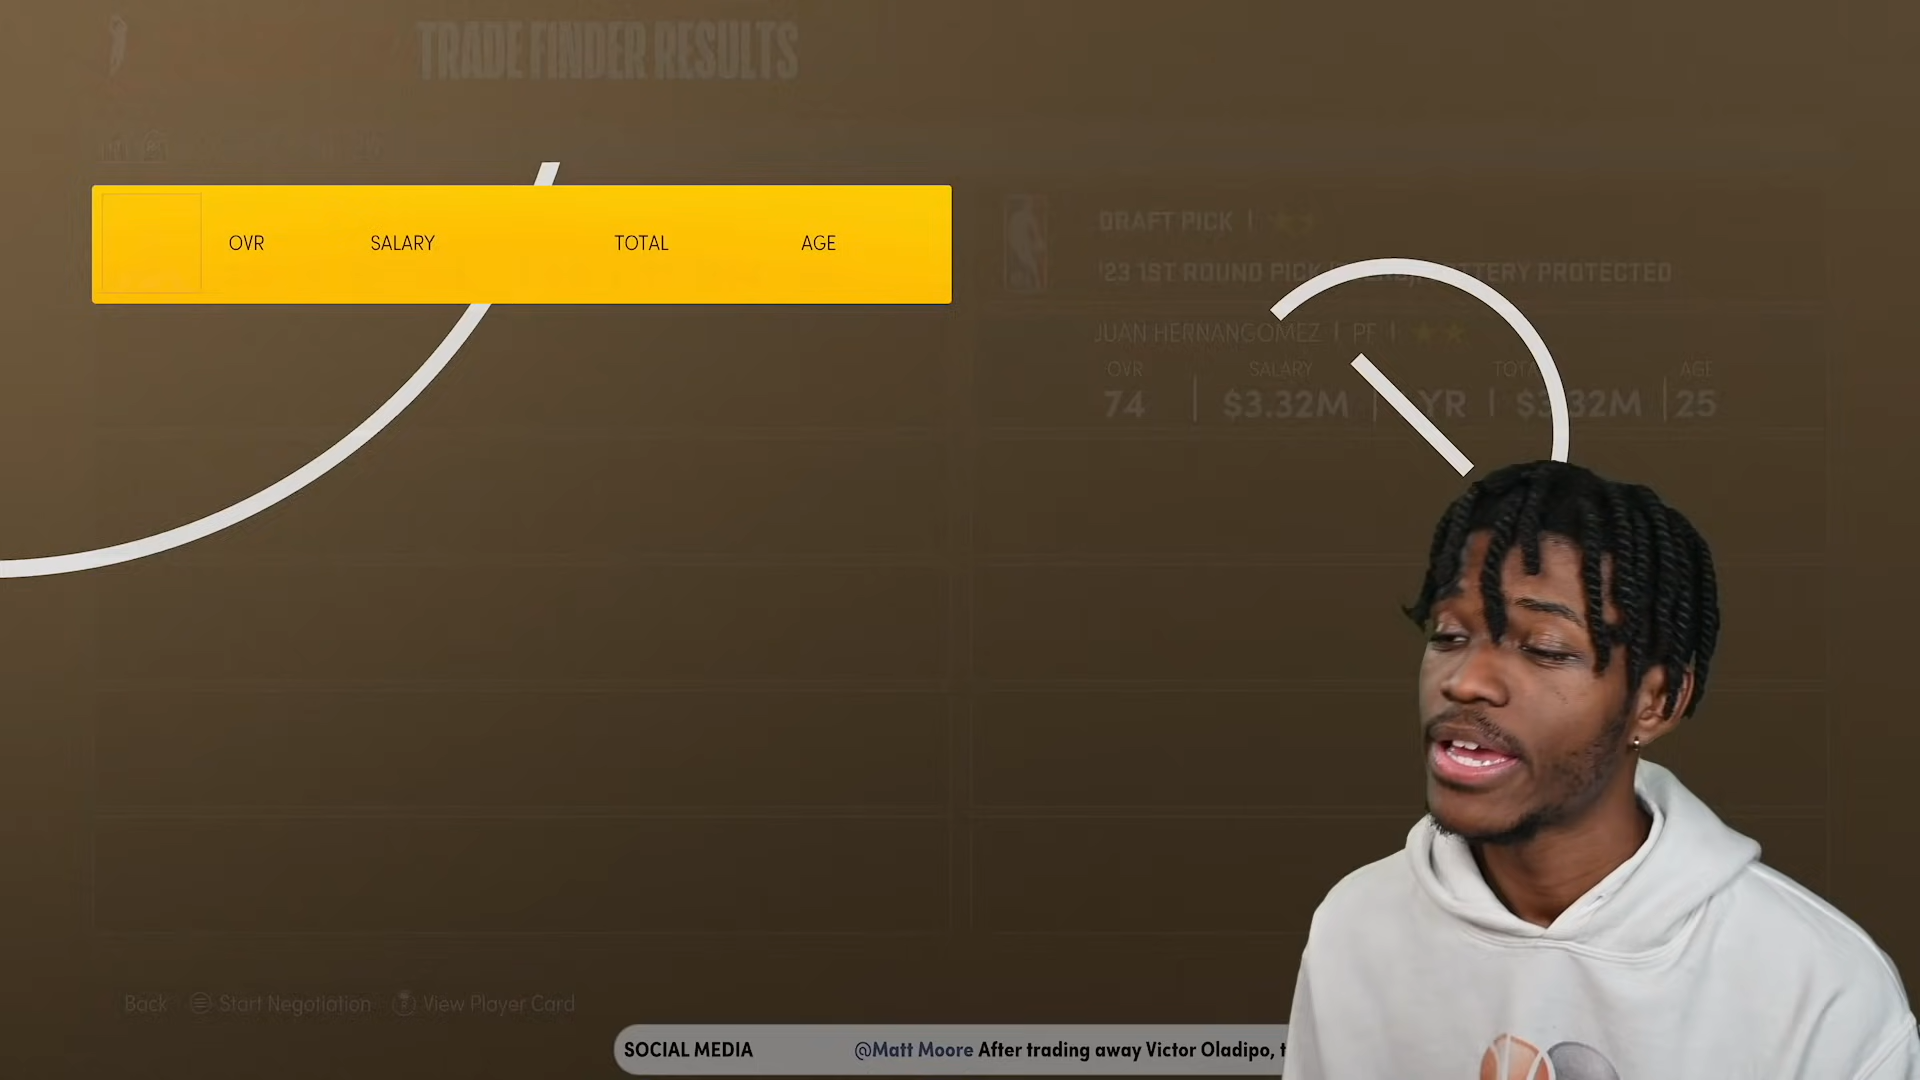 TRADE FINDER RESULTS
OVR SALARY TOTAL AGE
DRAFT PICK |
'23 1ST ROUND PICK PROTECTED
JUAN HERNANGOMEZ | PF | ★★
OVR SALARY AGE
74 | $3.32M | YR | $3.32M | 25
Back Start Negotiation View Player Card
SOCIAL MEDIA @Matt Moore After trading away Victor Oladipo, t